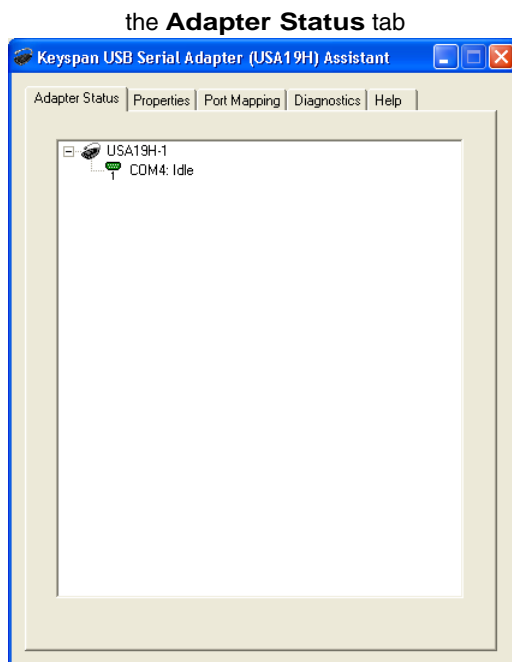 the Adapter Status tab
Keyspan USB Serial Adapter (USA19H) Assistant
Adapter Status Properties Port Mapping Diagnostics Help
USA19H-1
1 COM4: Idle